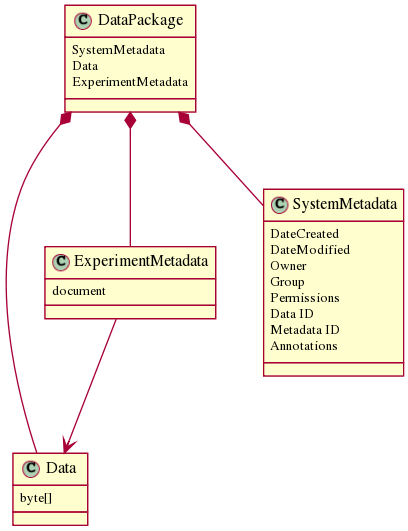 C DataPackage
SystemMetadata
Data
ExperimentMetadata
C SystemMetadata
DateCreated
DateModified
Owner
Group
Permissions
Data ID
Metadata ID
Annotations
C ExperimentMetadata
document
C Data
byte[]